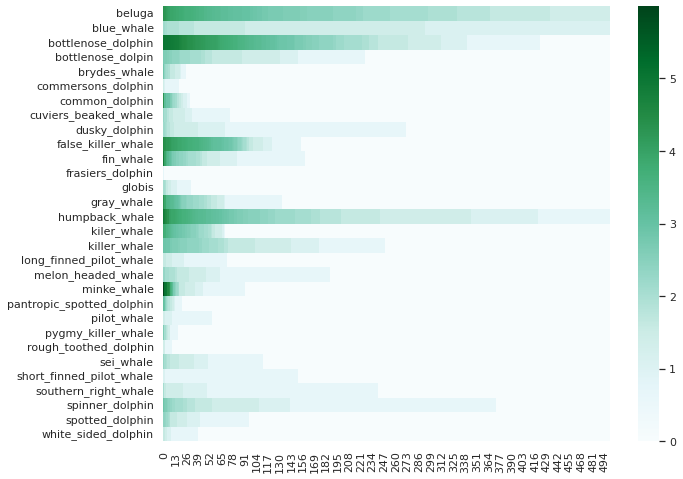 beluga
blue_whale
bottlenose_dolphin
bottlenose_dolpin
brydes_whale
commersons_dolphin
common_dolphin
cuviers_beaked_whale
dusky_dolphin
false_killer_whale
fin_whale
frasiers_dolphin
globis
gray_whale
humpback_whale
kiler_whale
killer_whale
long_finned_pilot_whale
melon_headed_whale
minke_whale
pantropic_spotted_dolphin
pilot_whale
pygmy_killer_whale
rough_toothed_dolphin
sei_whale
short_finned_pilot_whale
southern_right_whale
spinner_dolphin
spotted_dolphin
white_sided_dolphin
0 13 26 39 52 65 78 91 104 117 130 143 156 169 182 195 208 221 234 247 260 273 286 299 312 325 338 351 364 377 390 403 416 429 442 455 468 481 494
5
4
3
2
1
0